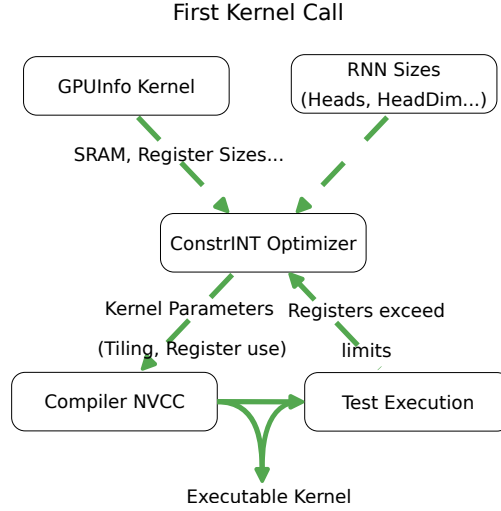 First Kernel Call
GPUInfo Kernel
RNN Sizes
(Heads, HeadDim...)
SRAM, Register Sizes...
ConstrINT Optimizer
Kernel Parameters
(Tiling, Register use)
Registers exceed
limits
Compiler NVCC
Test Execution
Executable Kernel